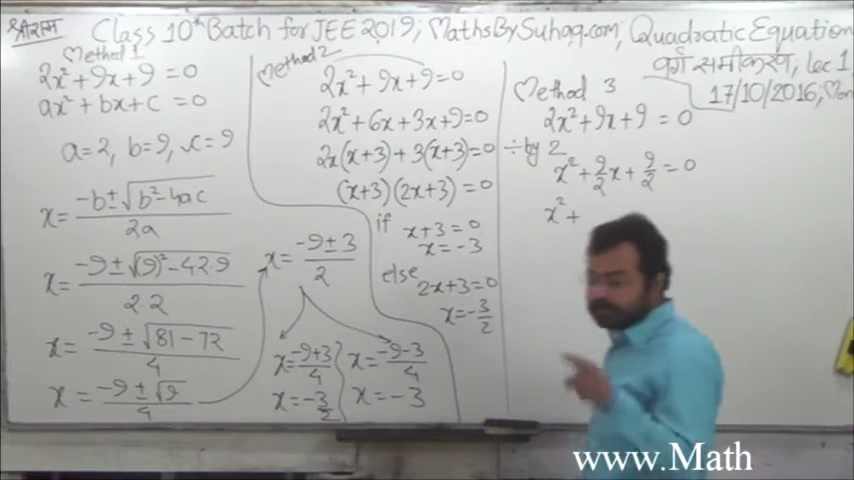 श्रीराम Class 10th Batch for JEE 2019; MathsBySuhag.com; Quadratic Equation
वर्ग समीकरण, Lec 1
17/10/2016, Mon
Method 1
2x² + 9x + 9 = 0
ax² + bx + c = 0
a=2, b=9, c=9
x = (-b ± √(b² - 4ac))/2a
x = (-9 ± √((9)² - 4·2·9))/2·2
x = (-9 ± √(81 - 72))/4
x = (-9 ± √9)/4
x = (-9 ± 3)/2
x = (-9+3)/4
x = -3/2
x = (-9-3)/4
x = -3
Method 2
2x² + 9x + 9 = 0
2x² + 6x + 3x + 9 = 0
2x(x+3) + 3(x+3) = 0
(x+3)(2x+3) = 0
if x+3 = 0
x = -3
else 2x+3 = 0
x = -3/2
Method 3
2x² + 9x + 9 = 0
÷ by 2
x² + 9/2 x + 9/2 = 0
x² +
www.Math